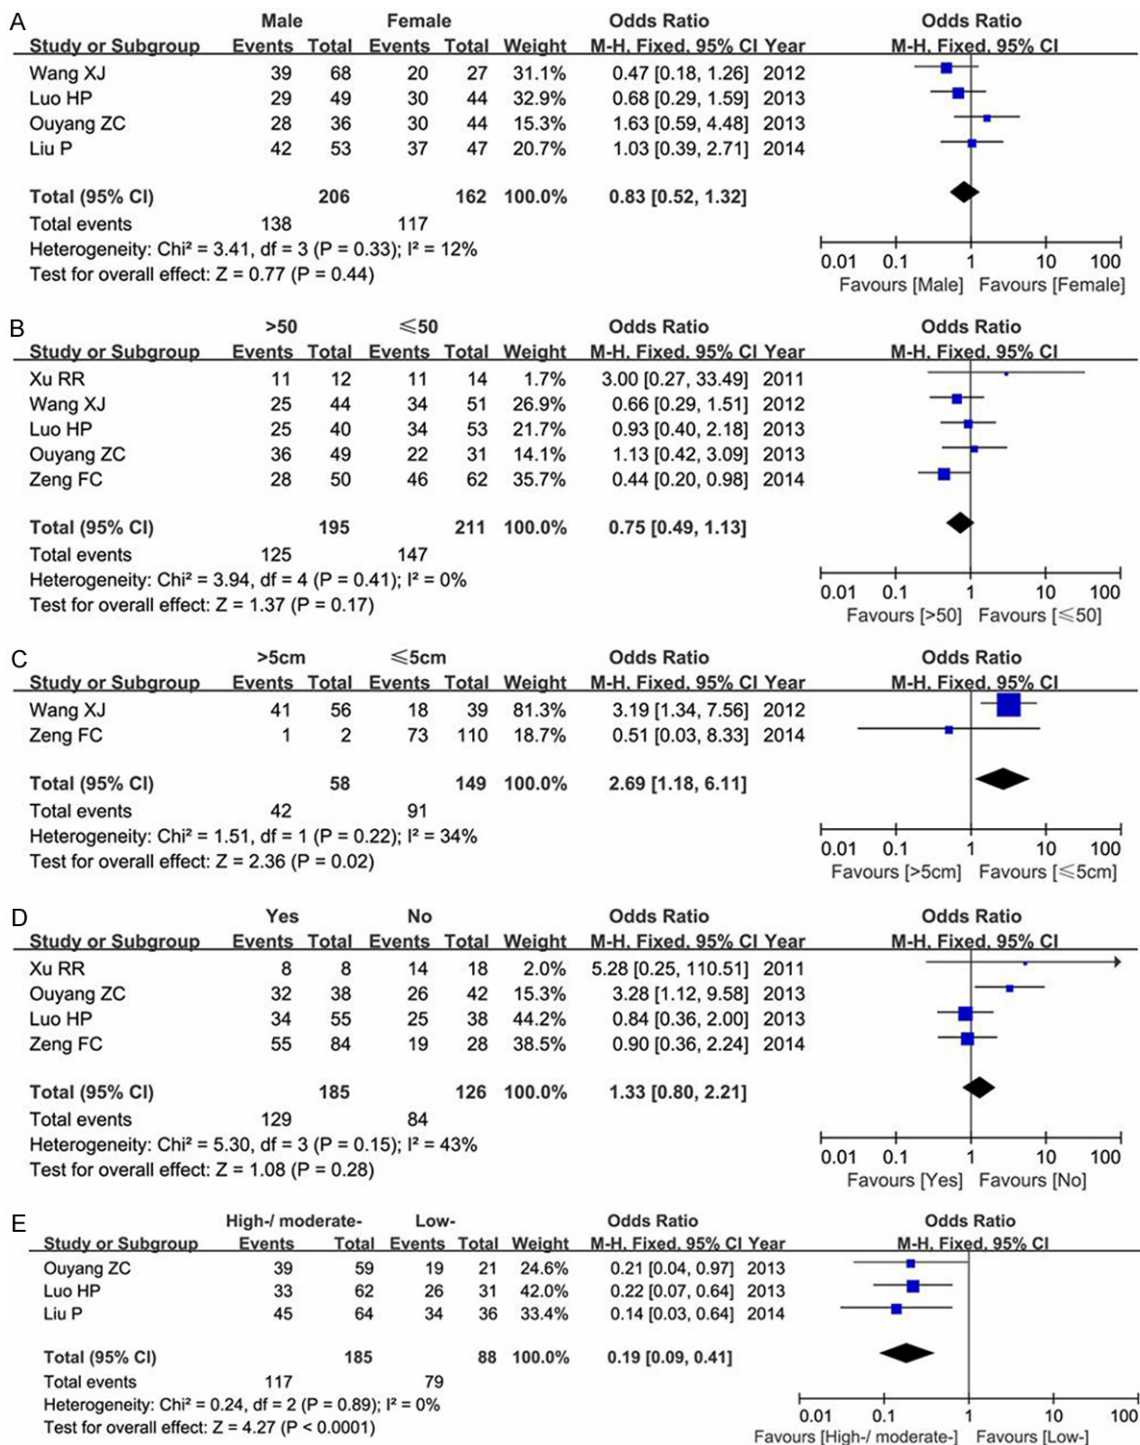 A
Male Female Odds Ratio Odds Ratio
Study or Subgroup Events Total Events Total Weight M-H, Fixed, 95% CI Year M-H, Fixed, 95% CI
Wang XJ 39 68 20 27 31.1% 0.47 [0.18, 1.26] 2012
Luo HP 29 49 30 44 32.9% 0.68 [0.29, 1.59] 2013
Ouyang ZC 28 36 30 44 15.3% 1.63 [0.59, 4.48] 2013
Liu P 42 53 37 47 20.7% 1.03 [0.39, 2.71] 2014
Total (95% CI) 206 162 100.0% 0.83 [0.52, 1.32]
Total events 138 117
Heterogeneity: Chi² = 3.41, df = 3 (P = 0.33); I² = 12%
Test for overall effect: Z = 0.77 (P = 0.44)
0.01 0.1 1 10 100
Favours [Male] Favours [Female]
B
>50 ≤50 Odds Ratio Odds Ratio
Study or Subgroup Events Total Events Total Weight M-H, Fixed, 95% CI Year M-H, Fixed, 95% CI
Xu RR 11 12 11 14 1.7% 3.00 [0.27, 33.49] 2011
Wang XJ 25 44 34 51 26.9% 0.66 [0.29, 1.51] 2012
Luo HP 25 40 34 53 21.7% 0.93 [0.40, 2.18] 2013
Ouyang ZC 36 49 22 31 14.1% 1.13 [0.42, 3.09] 2013
Zeng FC 28 50 46 62 35.7% 0.44 [0.20, 0.98] 2014
Total (95% CI) 195 211 100.0% 0.75 [0.49, 1.13]
Total events 125 147
Heterogeneity: Chi² = 3.94, df = 4 (P = 0.41); I² = 0%
Test for overall effect: Z = 1.37 (P = 0.17)
0.01 0.1 1 10 100
Favours [>50] Favours [≤50]
C
>5cm ≤5cm Odds Ratio Odds Ratio
Study or Subgroup Events Total Events Total Weight M-H, Fixed, 95% CI Year M-H, Fixed, 95% CI
Wang XJ 41 56 18 39 81.3% 3.19 [1.34, 7.56] 2012
Zeng FC 1 2 73 110 18.7% 0.51 [0.03, 8.33] 2014
Total (95% CI) 58 149 100.0% 2.69 [1.18, 6.11]
Total events 42 91
Heterogeneity: Chi² = 1.51, df = 1 (P = 0.22); I² = 34%
Test for overall effect: Z = 2.36 (P = 0.02)
0.01 0.1 1 10 100
Favours [>5cm] Favours [≤5cm]
D
Yes No Odds Ratio Odds Ratio
Study or Subgroup Events Total Events Total Weight M-H, Fixed, 95% CI Year M-H, Fixed, 95% CI
Xu RR 8 8 14 18 2.0% 5.28 [0.25, 110.51] 2011
Ouyang ZC 32 38 26 42 15.3% 3.28 [1.12, 9.58] 2013
Luo HP 34 55 25 38 44.2% 0.84 [0.36, 2.00] 2013
Zeng FC 55 84 19 28 38.5% 0.90 [0.36, 2.24] 2014
Total (95% CI) 185 126 100.0% 1.33 [0.80, 2.21]
Total events 129 84
Heterogeneity: Chi² = 5.30, df = 3 (P = 0.15); I² = 43%
Test for overall effect: Z = 1.08 (P = 0.28)
0.01 0.1 1 10 100
Favours [Yes] Favours [No]
E
High-/ moderate- Low- Odds Ratio Odds Ratio
Study or Subgroup Events Total Events Total Weight M-H, Fixed, 95% CI Year M-H, Fixed, 95% CI
Ouyang ZC 39 59 19 21 24.6% 0.21 [0.04, 0.97] 2013
Luo HP 33 62 26 31 42.0% 0.22 [0.07, 0.64] 2013
Liu P 45 64 34 36 33.4% 0.14 [0.03, 0.64] 2014
Total (95% CI) 185 88 100.0% 0.19 [0.09, 0.41]
Total events 117 79
Heterogeneity: Chi² = 0.24, df = 2 (P = 0.89); I² = 0%
Test for overall effect: Z = 4.27 (P < 0.0001)
0.01 0.1 1 10 100
Favours [High-/ moderate-] Favours [Low-]